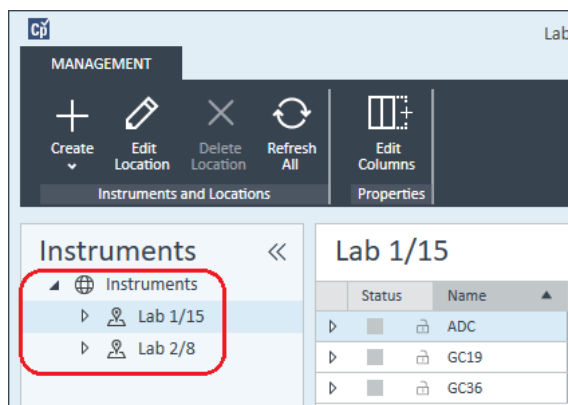 Cp
Lab
MANAGEMENT
Create
Edit
Location
Delete
Location
Refresh
All
Edit
Columns
Instruments and Locations
Properties
Instruments
Instruments
Lab 1/15
Lab 2/8
Lab 1/15
Status Name
ADC
GC19
GC36